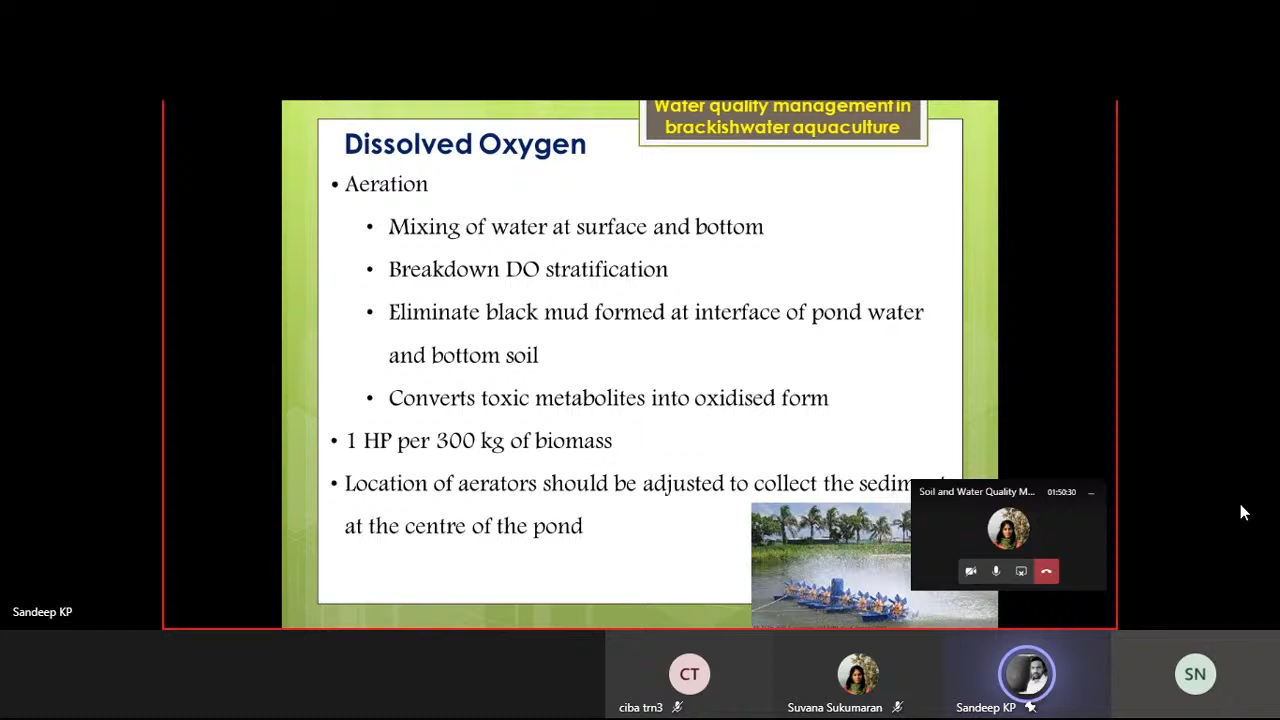 Water quality management in
brackishwater aquaculture
Dissolved Oxygen
• Aeration
• Mixing of water at surface and bottom
• Breakdown DO stratification
• Eliminate black mud formed at interface of pond water
and bottom soil
• Converts toxic metabolites into oxidised form
• 1 HP per 300 kg of biomass
• Location of aerators should be adjusted to collect the sediment
at the centre of the pond
Soil and Water Quality M... 01:50:30
Sandeep KP
CT
SN
ciba trn3
Suvana Sukumaran
Sandeep KP